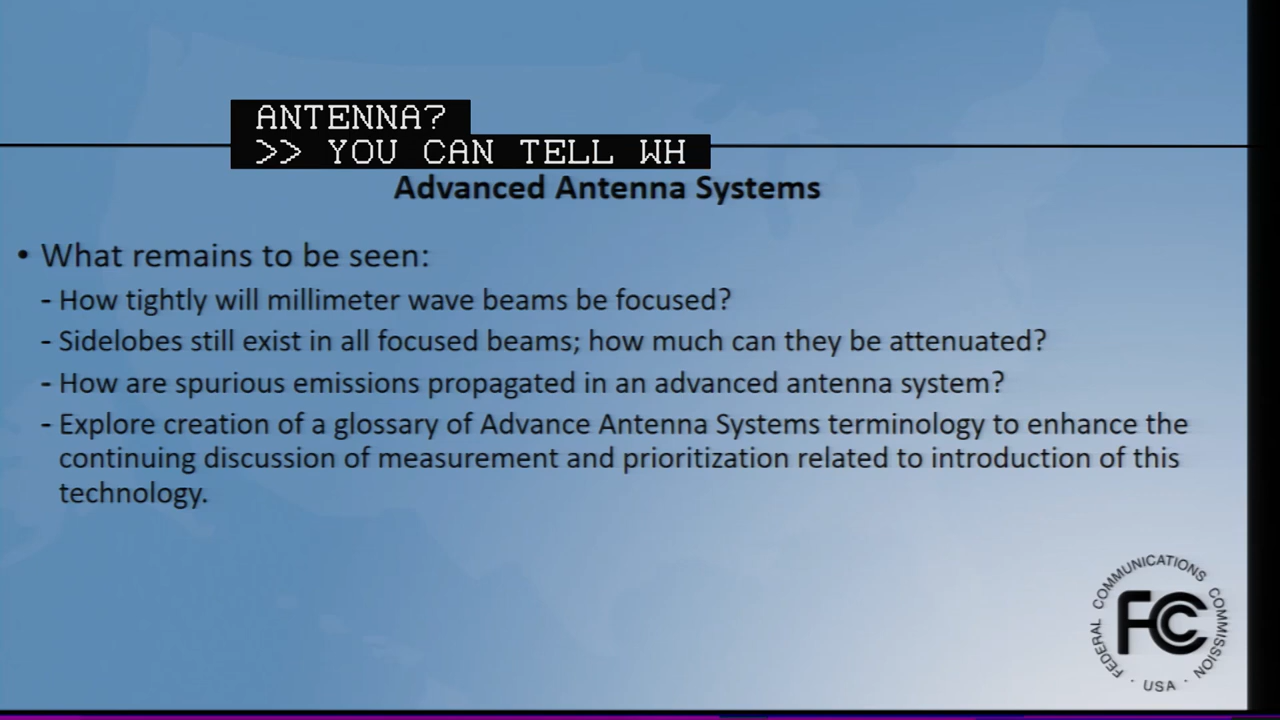 ANTENNA?
>> YOU CAN TELL WH
Advanced Antenna Systems
• What remains to be seen:
- How tightly will millimeter wave beams be focused?
- Sidelobes still exist in all focused beams; how much can they be attenuated?
- How are spurious emissions propagated in an advanced antenna system?
- Explore creation of a glossary of Advance Antenna Systems terminology to enhance the
continuing discussion of measurement and prioritization related to introduction of this
technology.
FEDERAL COMMUNICATIONS COMMISSION
FCC
· USA ·